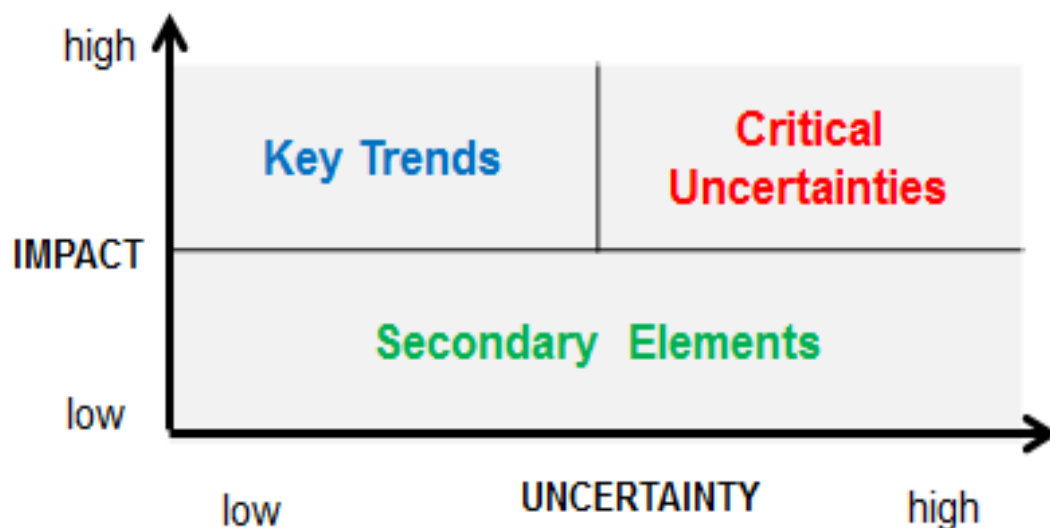 high
Key Trends
Critical
Uncertainties
IMPACT
Secondary Elements
low
low
UNCERTAINTY
high